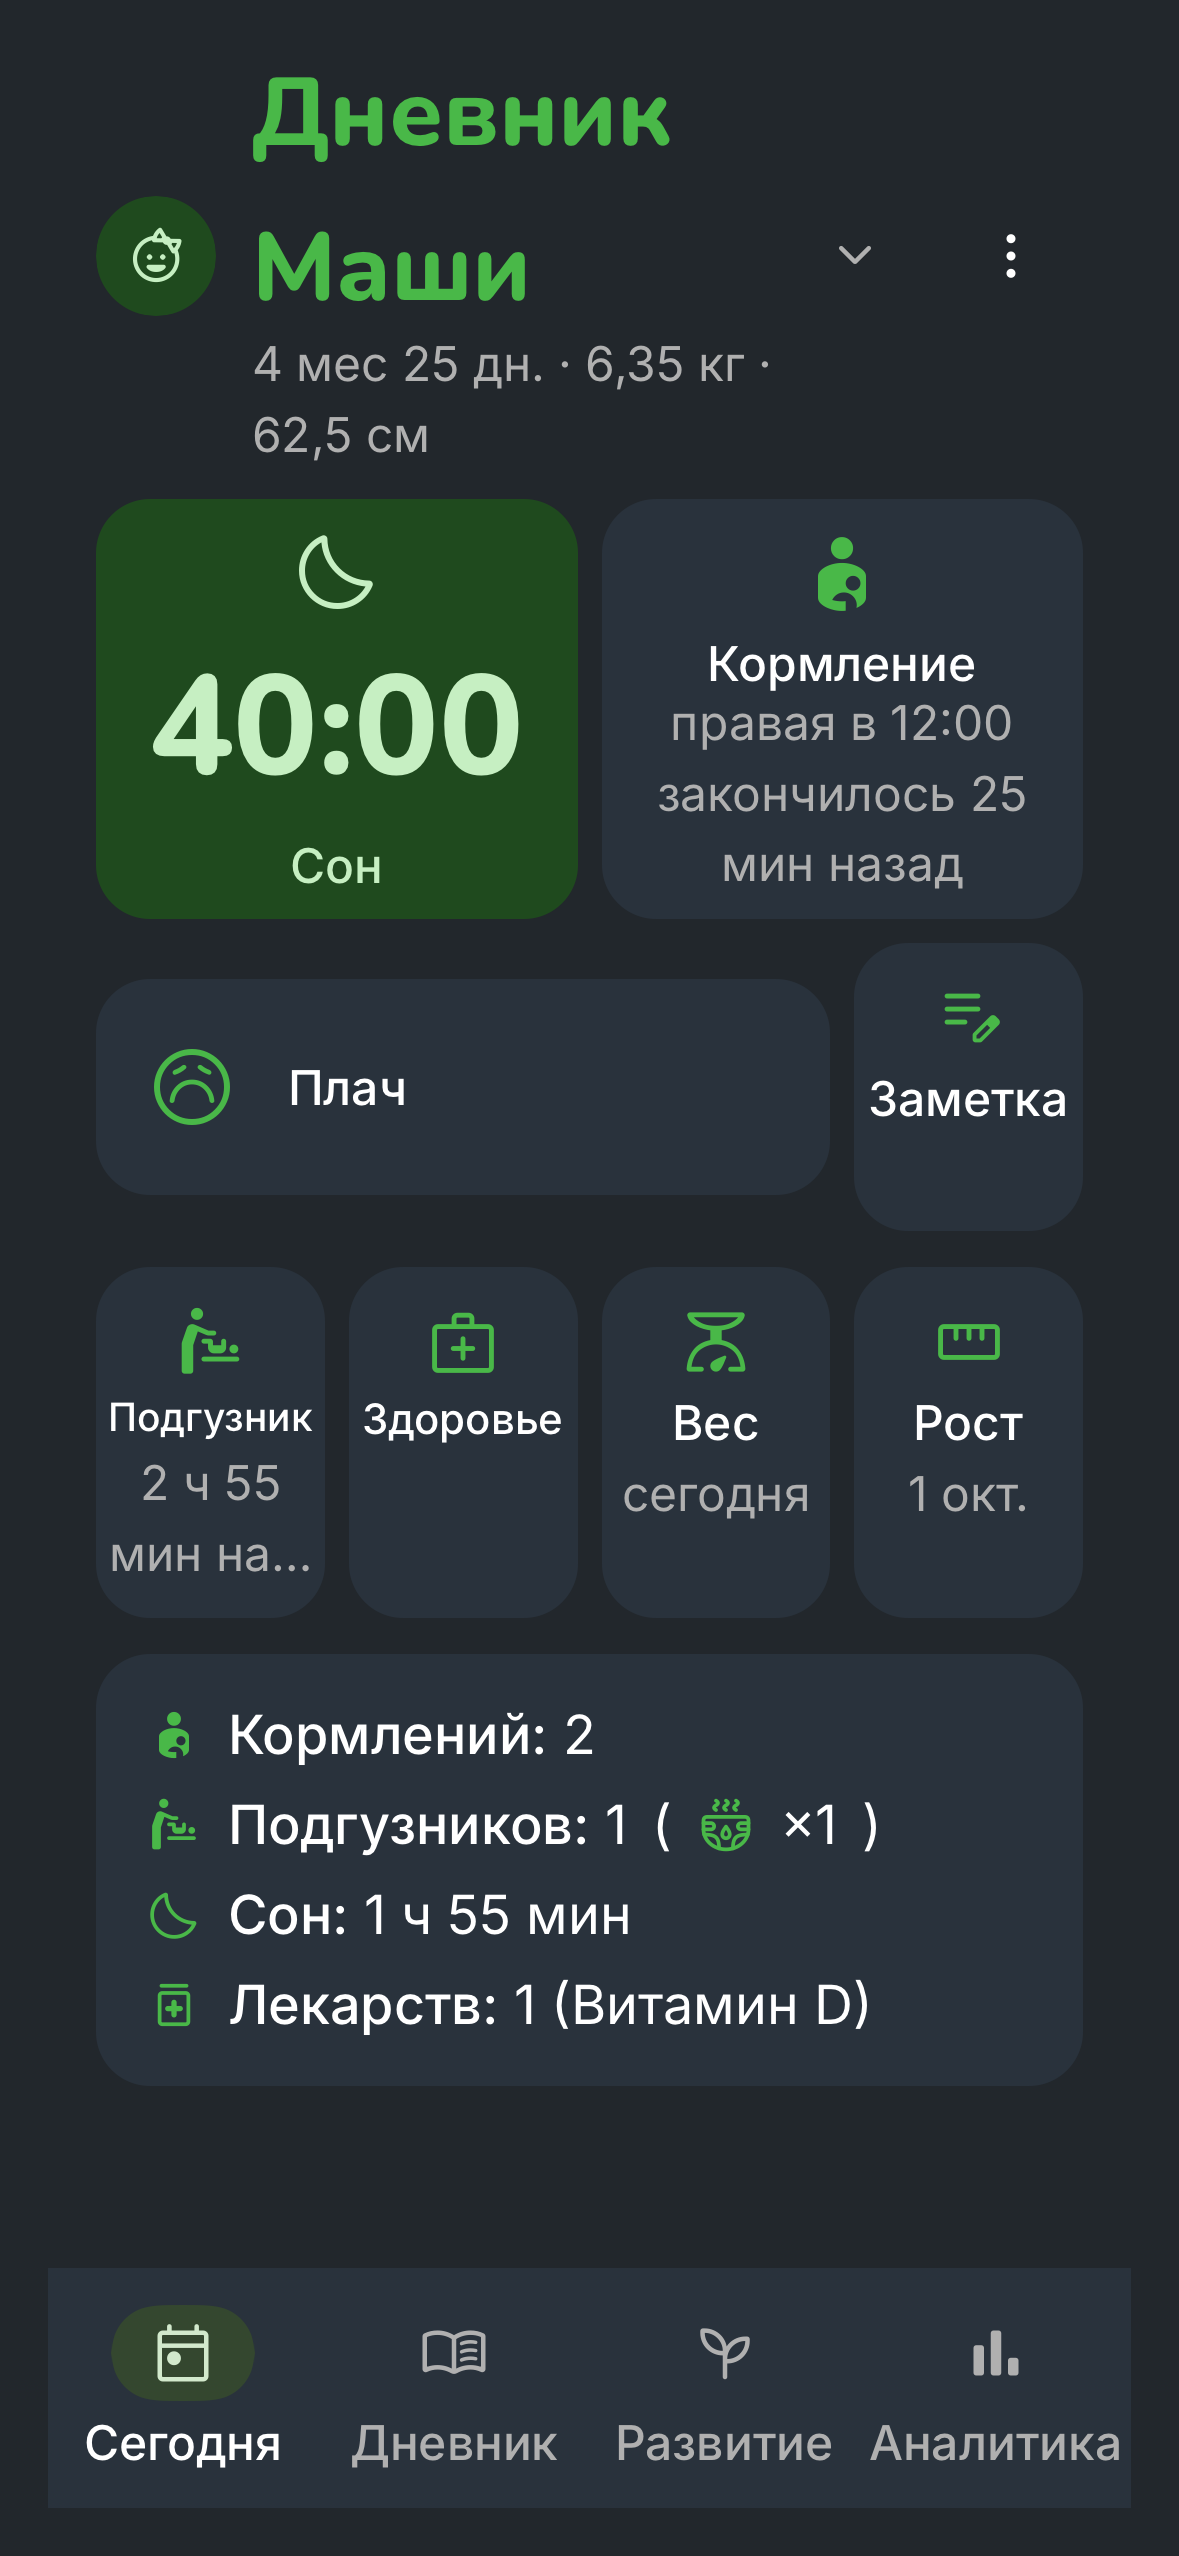 Дневник
Маши
4 мес 25 дн. · 6,35 кг ·
62,5 см
40:00
Сон
Кормление
правая в 12:00
закончилось 25
мин назад
Плач
Заметка
Подгузник
2 ч 55
мин на...
Здоровье
Вес
сегодня
Рост
1 окт.
Кормлений: 2
Подгузников: 1 ( ×1 )
Сон: 1 ч 55 мин
Лекарств: 1 (Витамин D)
Сегодня
Дневник
Развитие
Аналитика